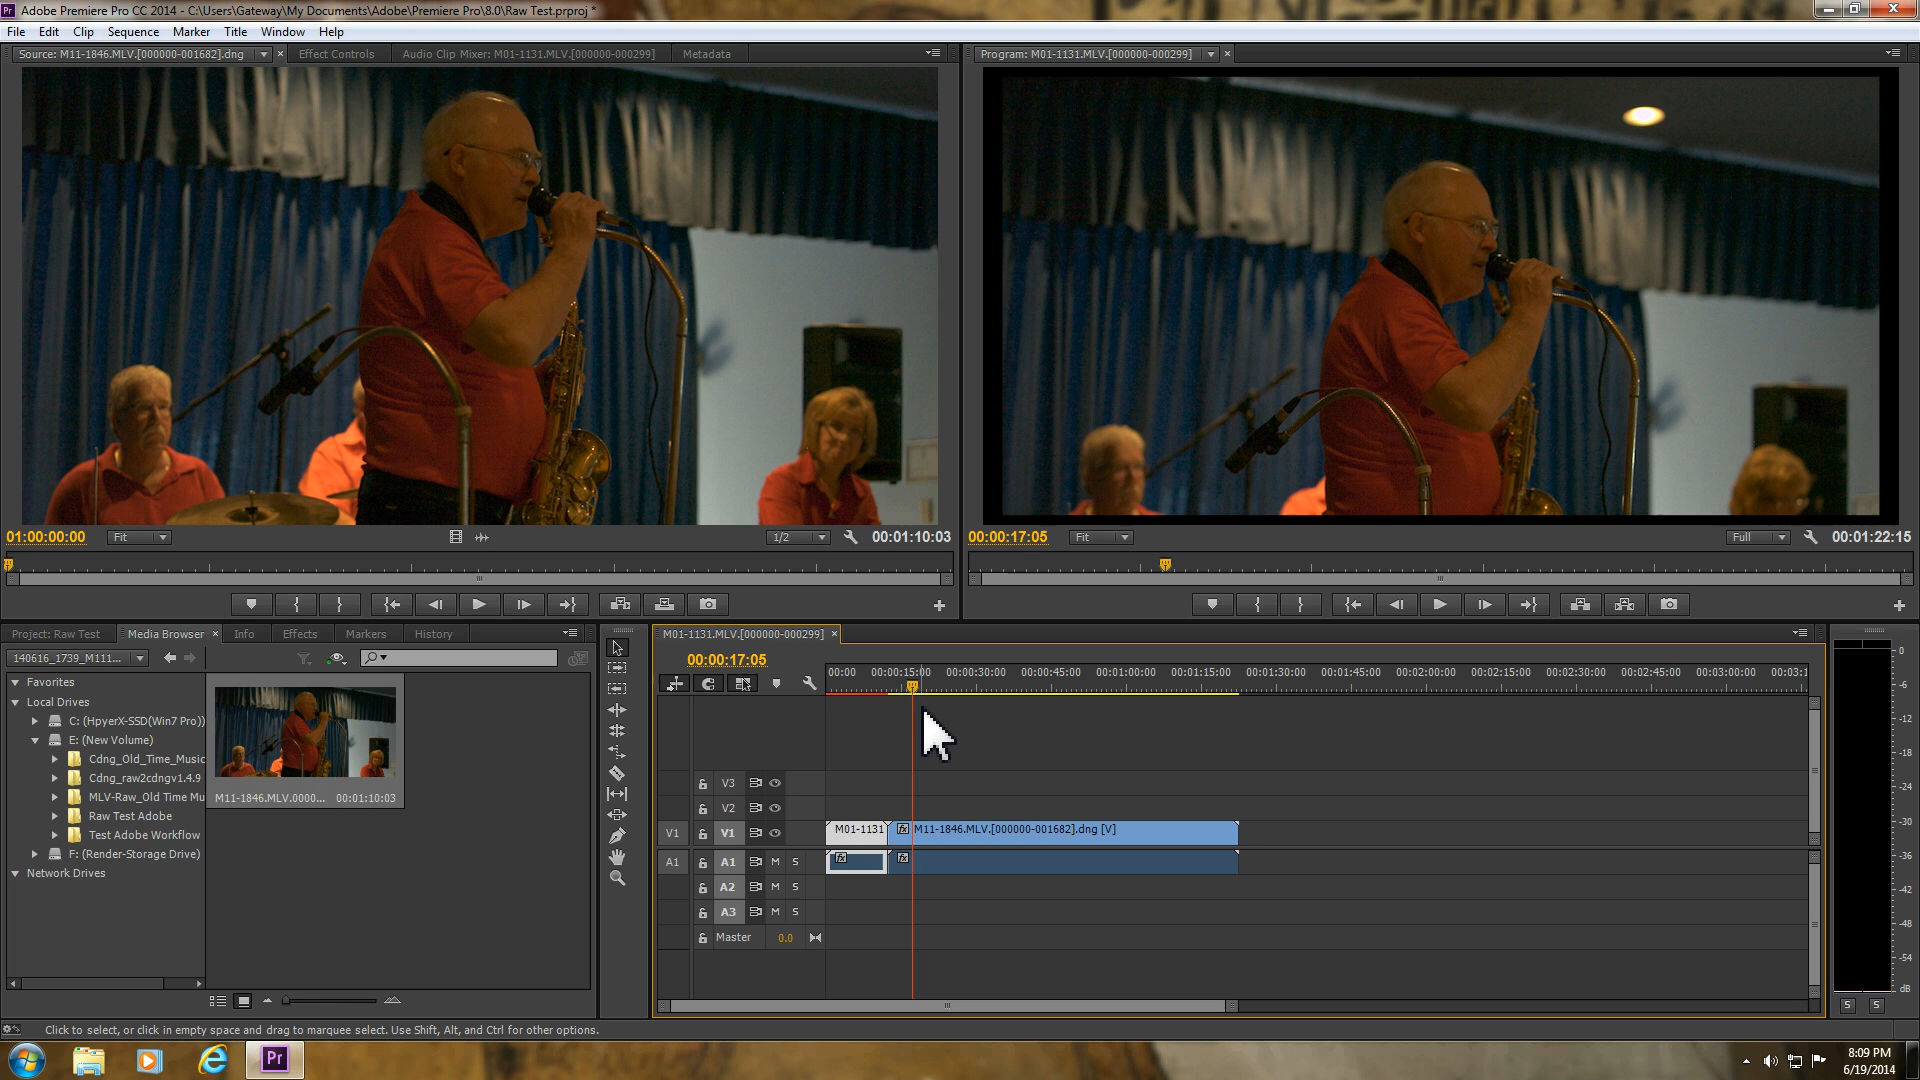 Pr Adobe Premiere Pro CC 2014 - C:\Users\Gateway\My Documents\Adobe\Premiere Pro\8.0\Raw Test.prproj *
File Edit Clip Sequence Marker Title Window Help
Source: M11-1846.MLV.[000000-001682].dng Effect Controls Audio Clip Mixer: M01-1131.MLV.[000000-000299] Metadata
Program: M01-1131.MLV.[000000-000299]
01:00:00:00 Fit 1/2 00:01:10:03
00:00:17:05 Fit Full 00:01:22:15
Project: Raw Test Media Browser Info Effects Markers History
140616_1739_M111...
Favorites
Local Drives
C: (HpyerX-SSD(Win7 Pro))
E: (New Volume)
Cdng_Old_Time_Music
Cdng_raw2cdngv1.4.9
MLV-Raw_Old Time Mu
Raw Test Adobe
Test Adobe Workflow
F: (Render-Storage Drive)
Network Drives
M11-1846.MLV.0000... 00:01:10:03
M01-1131.MLV.[000000-000299]
00:00:17:05
00:00 00:00:15:00 00:00:30:00 00:00:45:00 00:01:00:00 00:01:15:00 00:01:30:00 00:01:45:00 00:02:00:00 00:02:15:00 00:02:30:00 00:02:45:00 00:03:00:00 00:03:1
V3
V2
V1 V1 M01-1131 fx M11-1846.MLV.[000000-001682].dng [V]
A1 A1 M S fx fx
A2 M S
A3 M S
Master 0.0
0
-6
-12
-18
-24
-30
-36
-42
-48
-54
dB
S S
Click to select, or click in empty space and drag to marquee select. Use Shift, Alt, and Ctrl for other options.
Pr
8:09 PM
6/19/2014